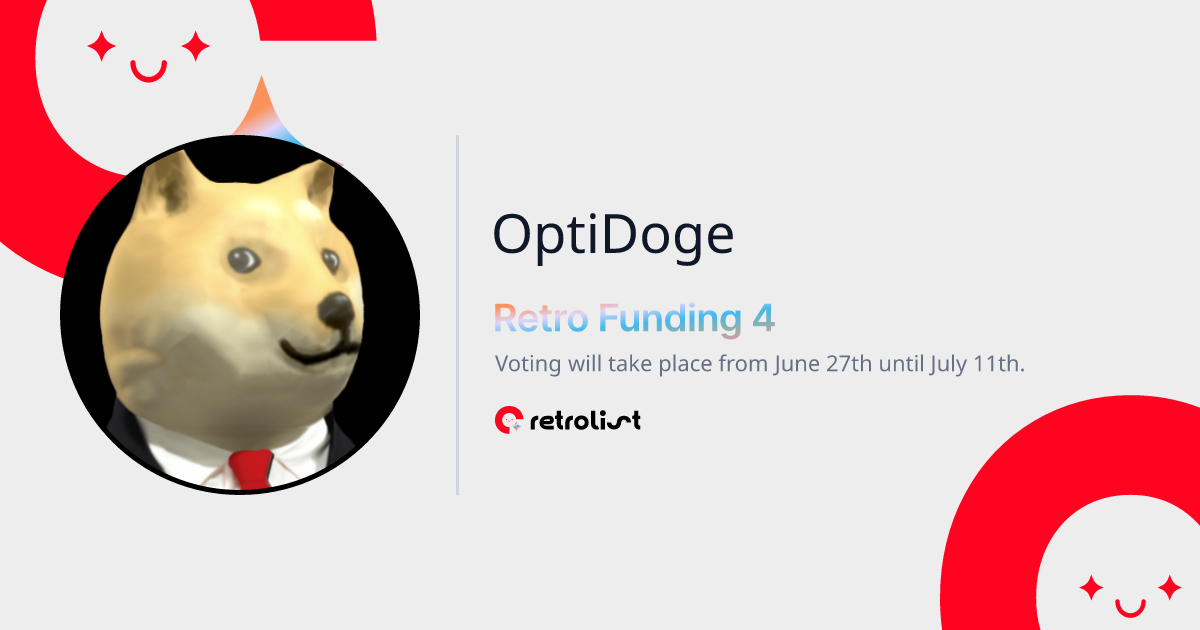 OptiDoge
Retro Funding 4
Voting will take place from June 27th until July 11th.
retrolist